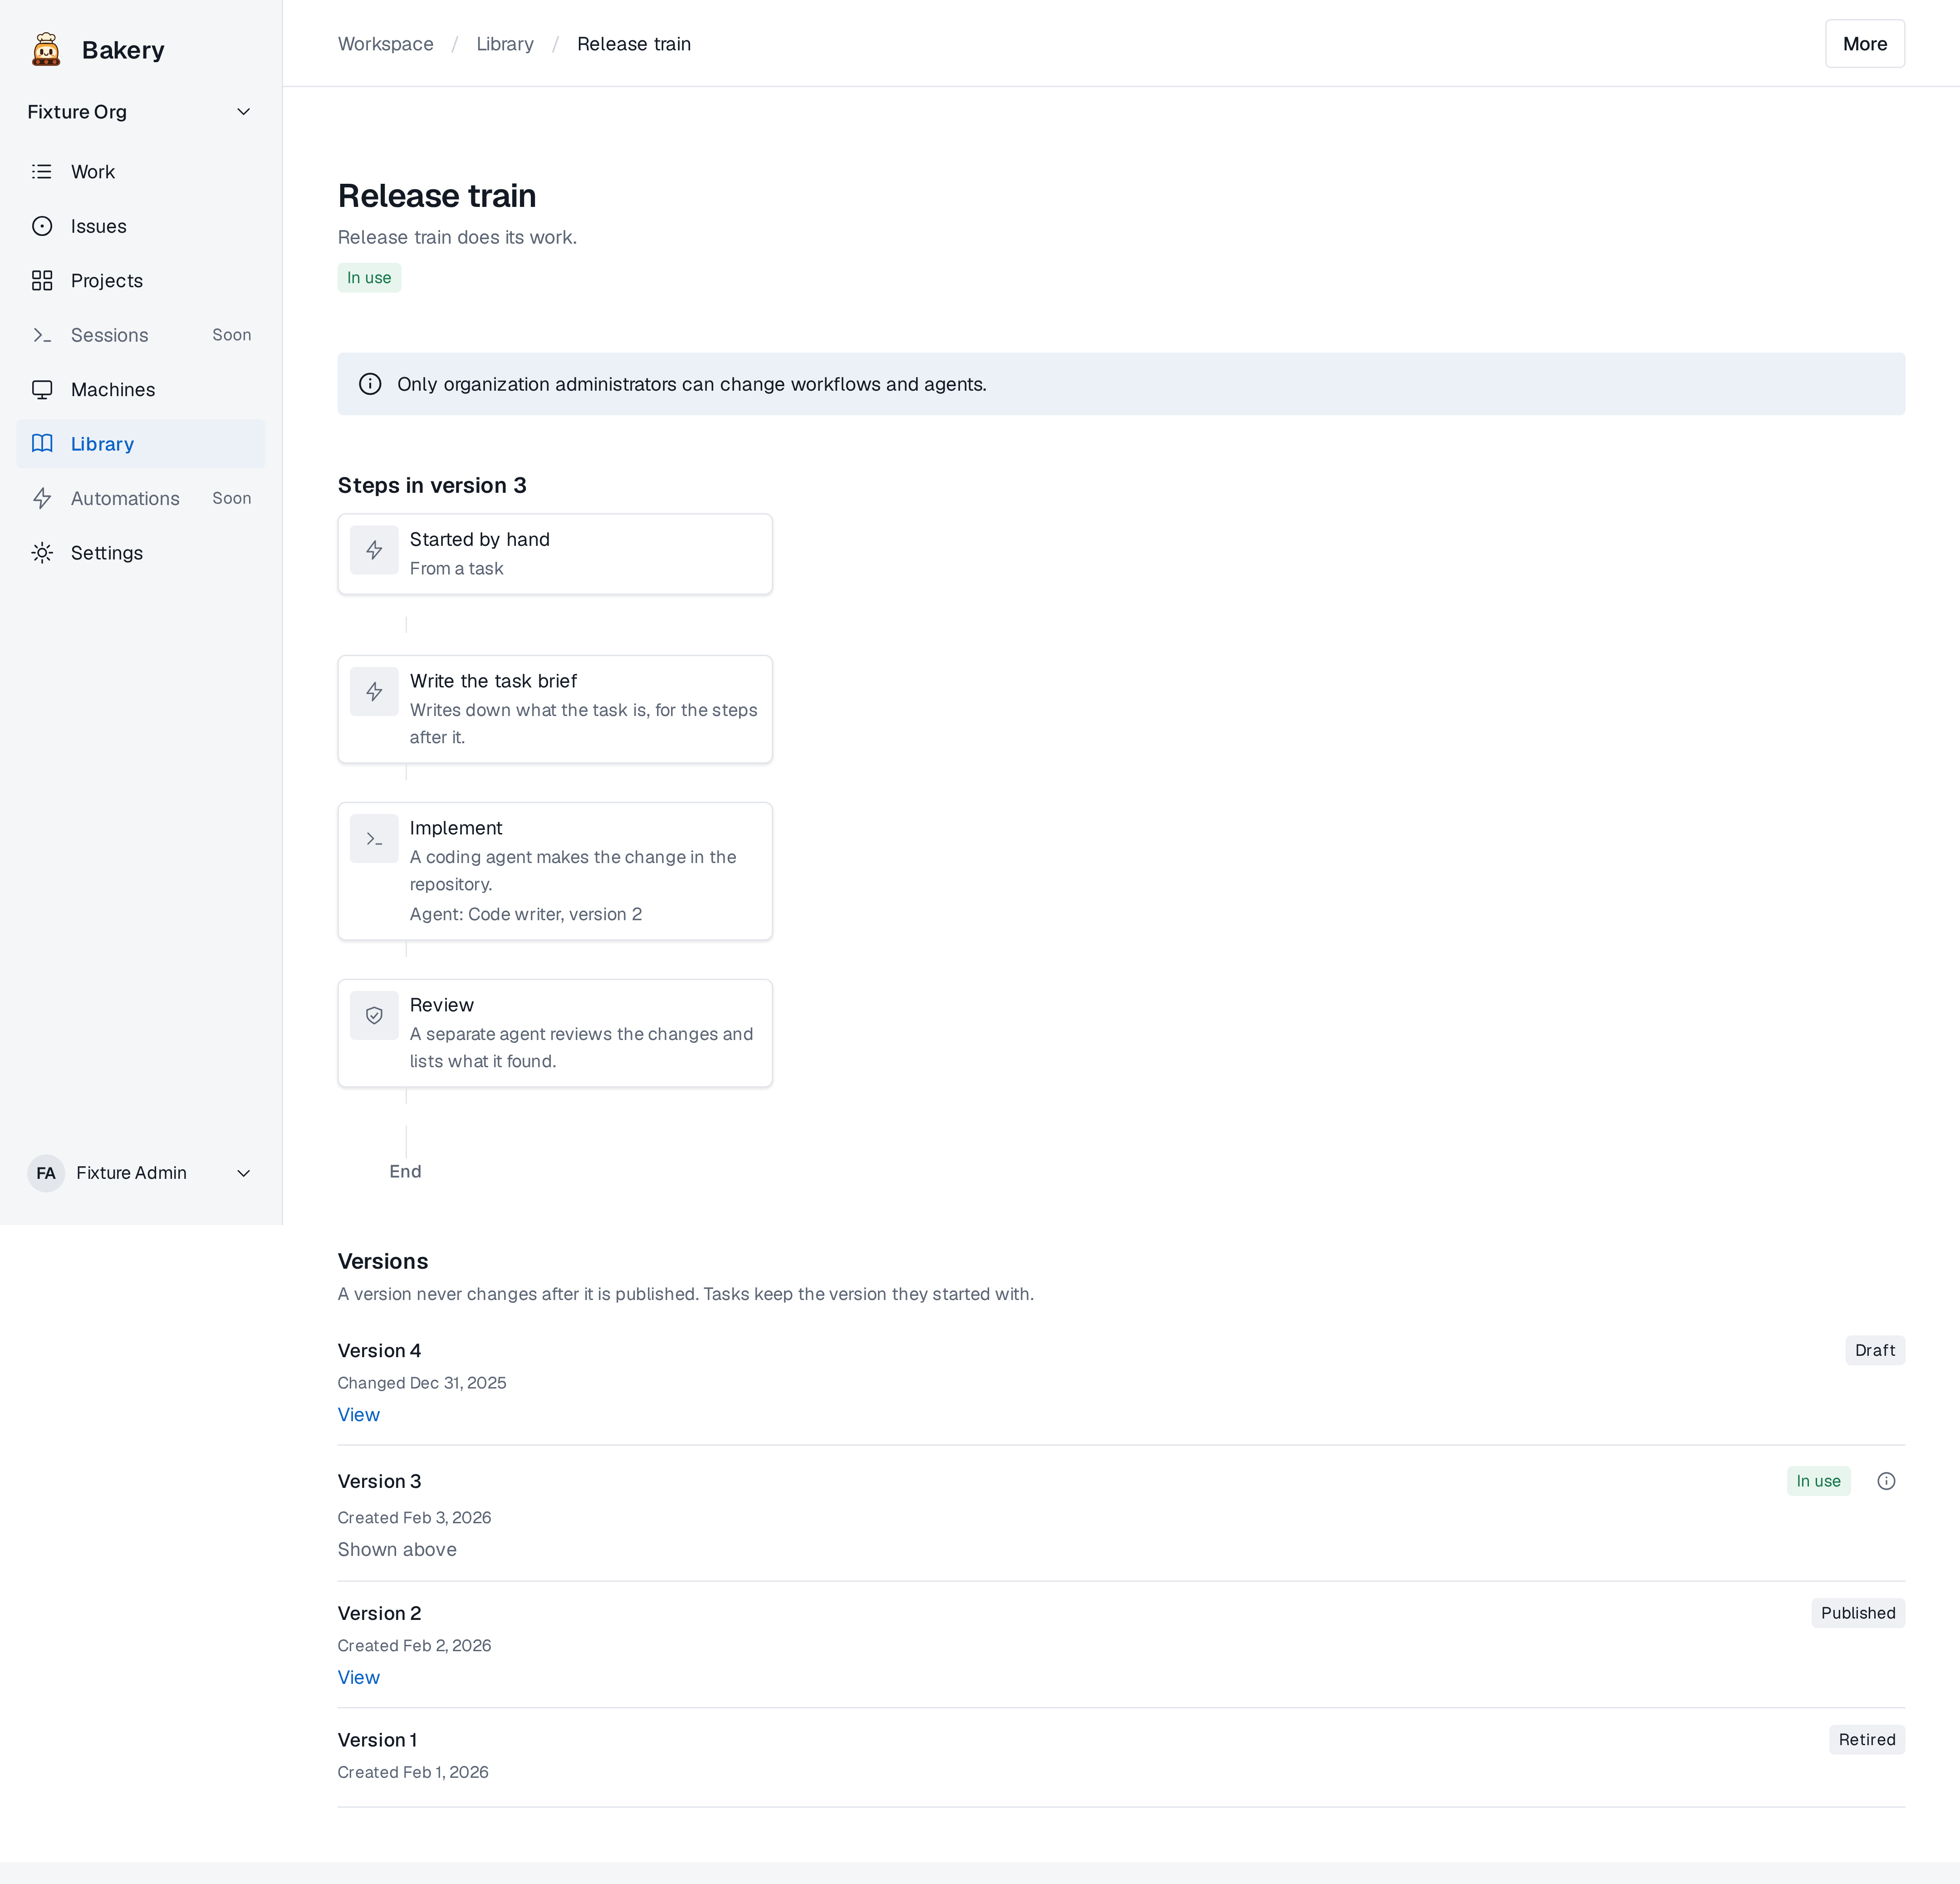 Bakery
Fixture Org
Work
Issues
Projects
Sessions Soon
Machines
Library
Automations Soon
Settings
FA Fixture Admin
Workspace / Library / Release train
More
Release train
Release train does its work.
In use
Only organization administrators can change workflows and agents.
Steps in version 3
Started by hand
From a task
Write the task brief
Writes down what the task is, for the steps
after it.
Implement
A coding agent makes the change in the
repository.
Agent: Code writer, version 2
Review
A separate agent reviews the changes and
lists what it found.
End
Versions
A version never changes after it is published. Tasks keep the version they started with.
Version 4 Draft
Changed Dec 31, 2025
View
Version 3 In use
Created Feb 3, 2026
Shown above
Version 2 Published
Created Feb 2, 2026
View
Version 1 Retired
Created Feb 1, 2026